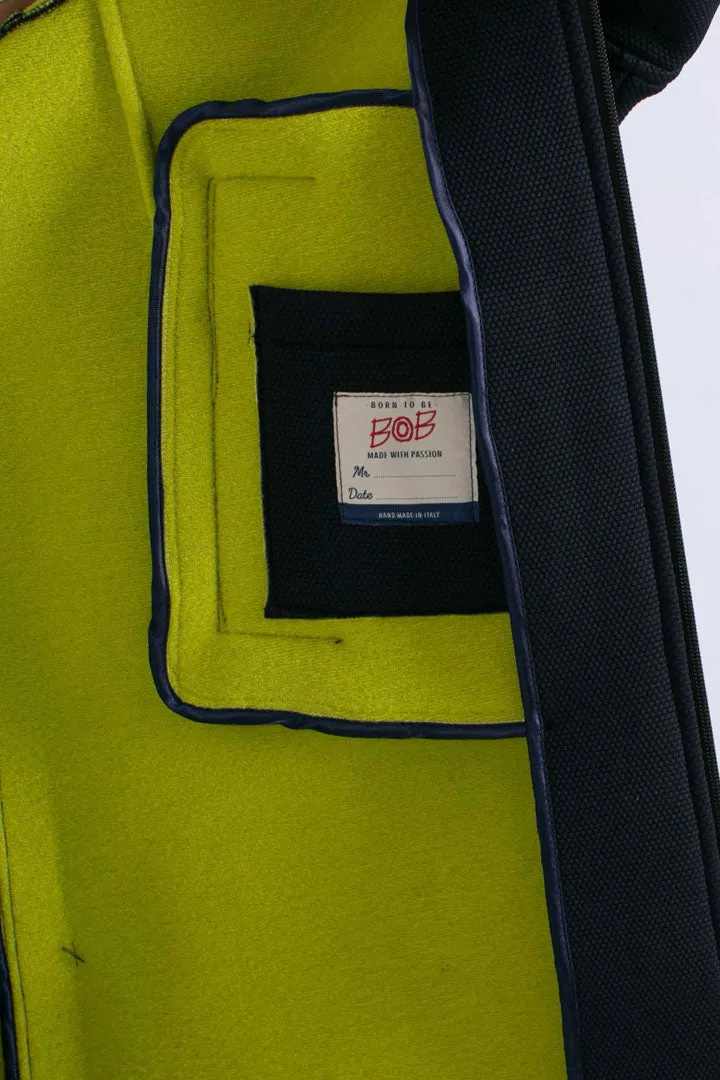 · BORN TO BE ·
BOB
MADE WITH PASSION
Mr
Date
HAND MADE IN ITALY